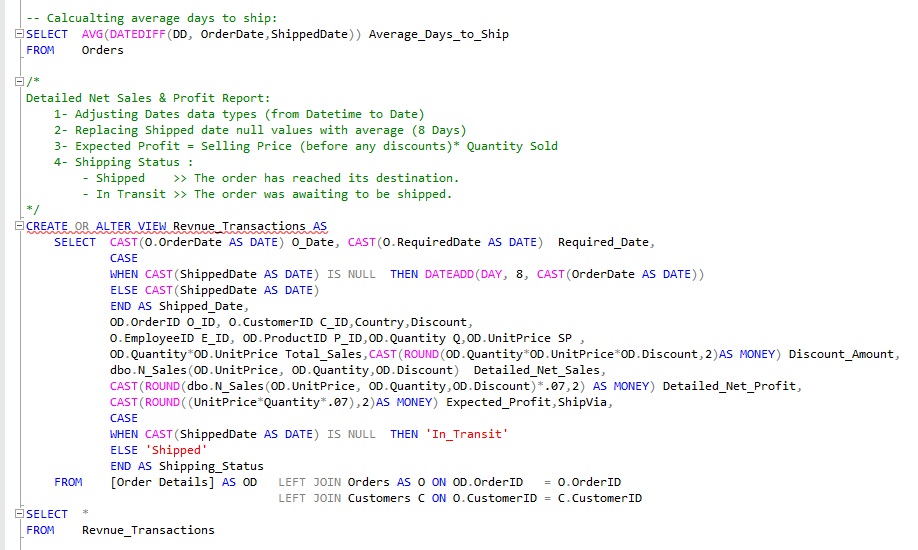 -- Calcualting average days to ship:
SELECT  AVG(DATEDIFF(DD, OrderDate,ShippedDate)) Average_Days_to_Ship
FROM    Orders
/*
Detailed Net Sales & Profit Report:
    1- Adjusting Dates data types (from Datetime to Date)
    2- Replacing Shipped date null values with average (8 Days)
    3- Expected Profit = Selling Price (before any discounts)* Quantity Sold
    4- Shipping Status :
        - Shipped    >> The order has reached its destination.
        - In Transit >> The order was awaiting to be shipped.
*/
CREATE OR ALTER VIEW Revnue_Transactions AS
    SELECT  CAST(O.OrderDate AS DATE) O_Date, CAST(O.RequiredDate AS DATE)  Required_Date,
            CASE
            WHEN CAST(ShippedDate AS DATE) IS NULL  THEN DATEADD(DAY, 8, CAST(OrderDate AS DATE))
            ELSE CAST(ShippedDate AS DATE)
            END AS Shipped_Date,
            OD.OrderID O_ID, O.CustomerID C_ID,Country,Discount,
            O.EmployeeID E_ID, OD.ProductID P_ID,OD.Quantity Q,OD.UnitPrice SP ,
            OD.Quantity*OD.UnitPrice Total_Sales,CAST(ROUND(OD.Quantity*OD.UnitPrice*OD.Discount,2)AS MONEY) Discount_Amount,
            dbo.N_Sales(OD.UnitPrice, OD.Quantity,OD.Discount)  Detailed_Net_Sales,
            CAST(ROUND(dbo.N_Sales(OD.UnitPrice, OD.Quantity,OD.Discount)*.07,2) AS MONEY) Detailed_Net_Profit,
            CAST(ROUND((UnitPrice*Quantity*.07),2)AS MONEY) Expected_Profit,ShipVia,
            CASE
            WHEN CAST(ShippedDate AS DATE) IS NULL  THEN 'In_Transit'
            ELSE 'Shipped'
            END AS Shipping_Status
    FROM    [Order Details] AS OD   LEFT JOIN Orders AS O ON OD.OrderID   = O.OrderID
                                    LEFT JOIN Customers C ON O.CustomerID = C.CustomerID
SELECT  *
FROM    Revnue_Transactions